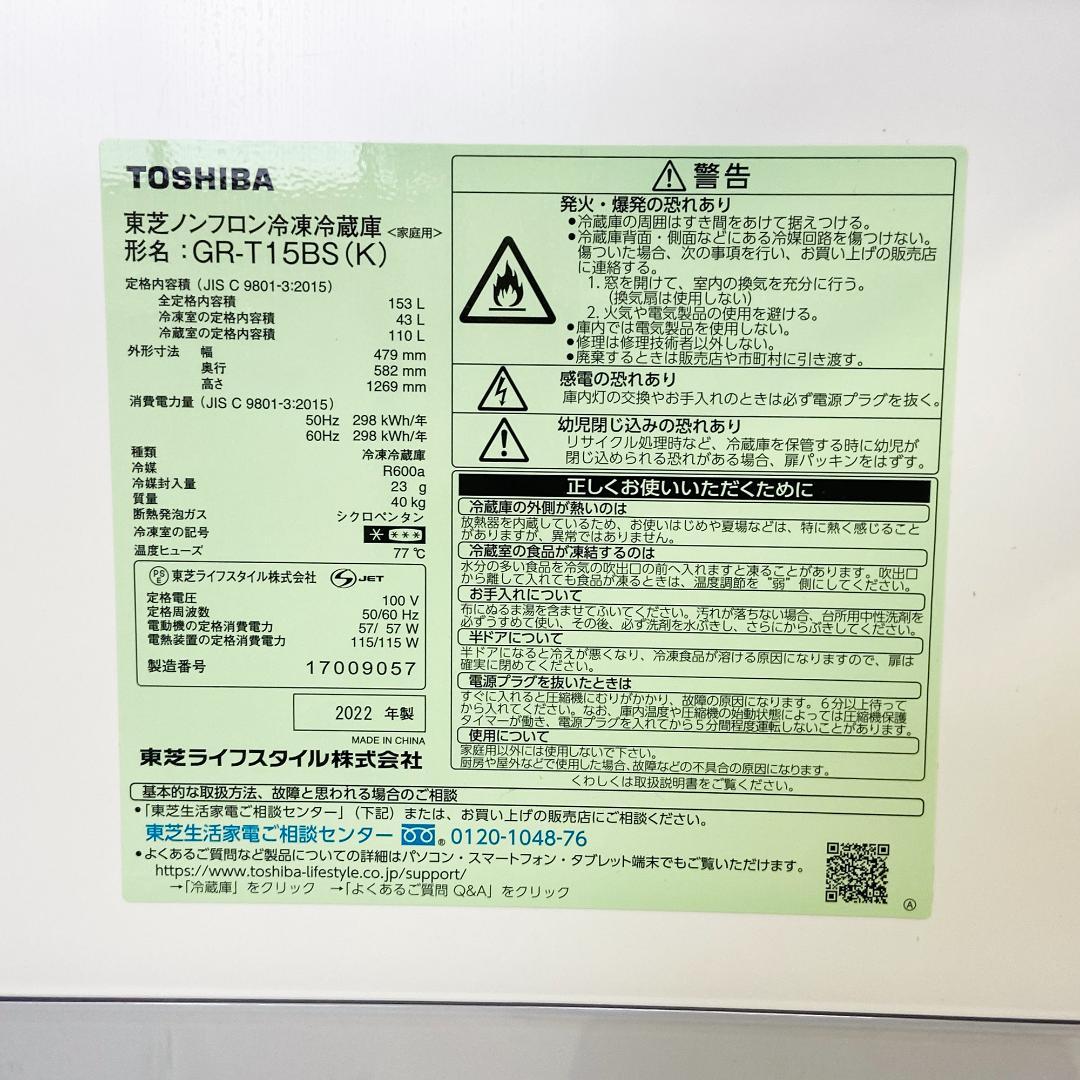 TOSHIBA
東芝ノンフロン冷凍冷蔵庫<家庭用>
形名:GR-T15BS(K)
定格内容積(JIS C 9801-3:2015)
全定格内容積 153 L
冷凍室の定格内容積 43 L
冷蔵室の定格内容積 110 L
外形寸法 幅 479 mm
奥行 582 mm
高さ 1269 mm
消費電力量(JIS C 9801-3:2015)
50Hz 298 kWh/年
60Hz 298 kWh/年
種類 冷凍冷蔵庫
冷媒 R600a
冷媒封入量 23 g
質量 40 kg
断熱発泡ガス シクロペンタン
冷凍室の記号 * ***
温度ヒューズ 77 ℃
PSE 東芝ライフスタイル株式会社 JET
定格電圧 100 V
定格周波数 50/60 Hz
電動機の定格消費電力 57/ 57 W
電熱装置の定格消費電力 115/115 W
製造番号 17009057
2022 年製
MADE IN CHINA
東芝ライフスタイル株式会社
警告
発火・爆発の恐れあり
●冷蔵庫の周囲はすき間をあけて据えつける。
●冷蔵庫背面・側面などにある冷媒回路を傷つけない。
傷ついた場合、次の事項を行い、お買い上げの販売店
に連絡する。
1. 窓を開けて、室内の換気を充分に行う。
(換気扇は使用しない)
2. 火気や電気製品の使用を避ける。
●庫内では電気製品を使用しない。
●修理は修理技術者以外しない。
●廃棄するときは販売店や市町村に引き渡す。
感電の恐れあり
庫内灯の交換やお手入れのときは必ず電源プラグを抜く。
幼児閉じ込みの恐れあり
リサイクル処理時など、冷蔵庫を保管する時に幼児が
閉じ込められる恐れがある場合、扉パッキンをはずす。
正しくお使いいただくために
冷蔵庫の外側が熱いのは
放熱器を内蔵しているため、お使いはじめや夏場などは、特に熱く感じること
がありますが、異常ではありません。
冷蔵室の食品が凍結するのは
水分の多い食品を冷気の吹出口の前へ入れますと凍ることがあります。吹出口
から離して入れても食品が凍るときは、温度調節を“弱”側にしてください。
お手入れについて
布にぬるま湯を含ませてふいてください。汚れが落ちない場合、台所用中性洗剤を
必ずうすめて使い、その後、必ず洗剤を水ぶきし、さらにからぶきしてください。
半ドアについて
半ドアになると冷えが悪くなり、冷凍食品が溶ける原因になりますので、扉は
確実に閉めてください。
電源プラグを抜いたときは
すぐに入れると圧縮機にむりがかかり、故障の原因になります。6分以上待って
から入れてください。なお、庫内温度や圧縮機の始動状態によっては圧縮機保護
タイマーが働き、電源プラグを入れてから5分間程度運転しないことがあります。
使用について
家庭用以外には使用しないで下さい。
厨房や屋外などで使用した場合、故障などの不具合の原因になります。
くわしくは取扱説明書をご覧ください。
基本的な取扱方法、故障と思われる場合のご相談
●「東芝生活家電ご相談センター」(下記)または、お買い上げの販売店にご相談ください。
東芝生活家電ご相談センター ® 0120-1048-76
●よくあるご質問など製品についての詳細はパソコン・スマートフォン・タブレット端末でもご覧いただけます。
https://www.toshiba-lifestyle.co.jp/support/
→「冷蔵庫」をクリック →「よくあるご質問 Q&A」をクリック
Ⓐ